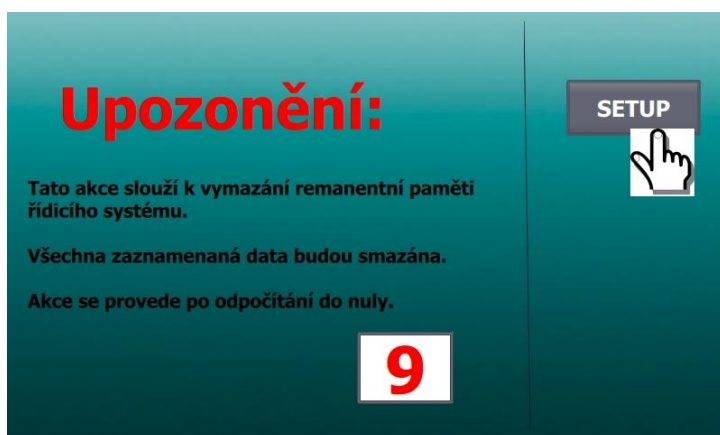 Upozonění:
SETUP
Tato akce slouží k vymazání remanentní paměti
řídicího systému.
Všechna zaznamenaná data budou smazána.
Akce se provede po odpočítání do nuly.
9